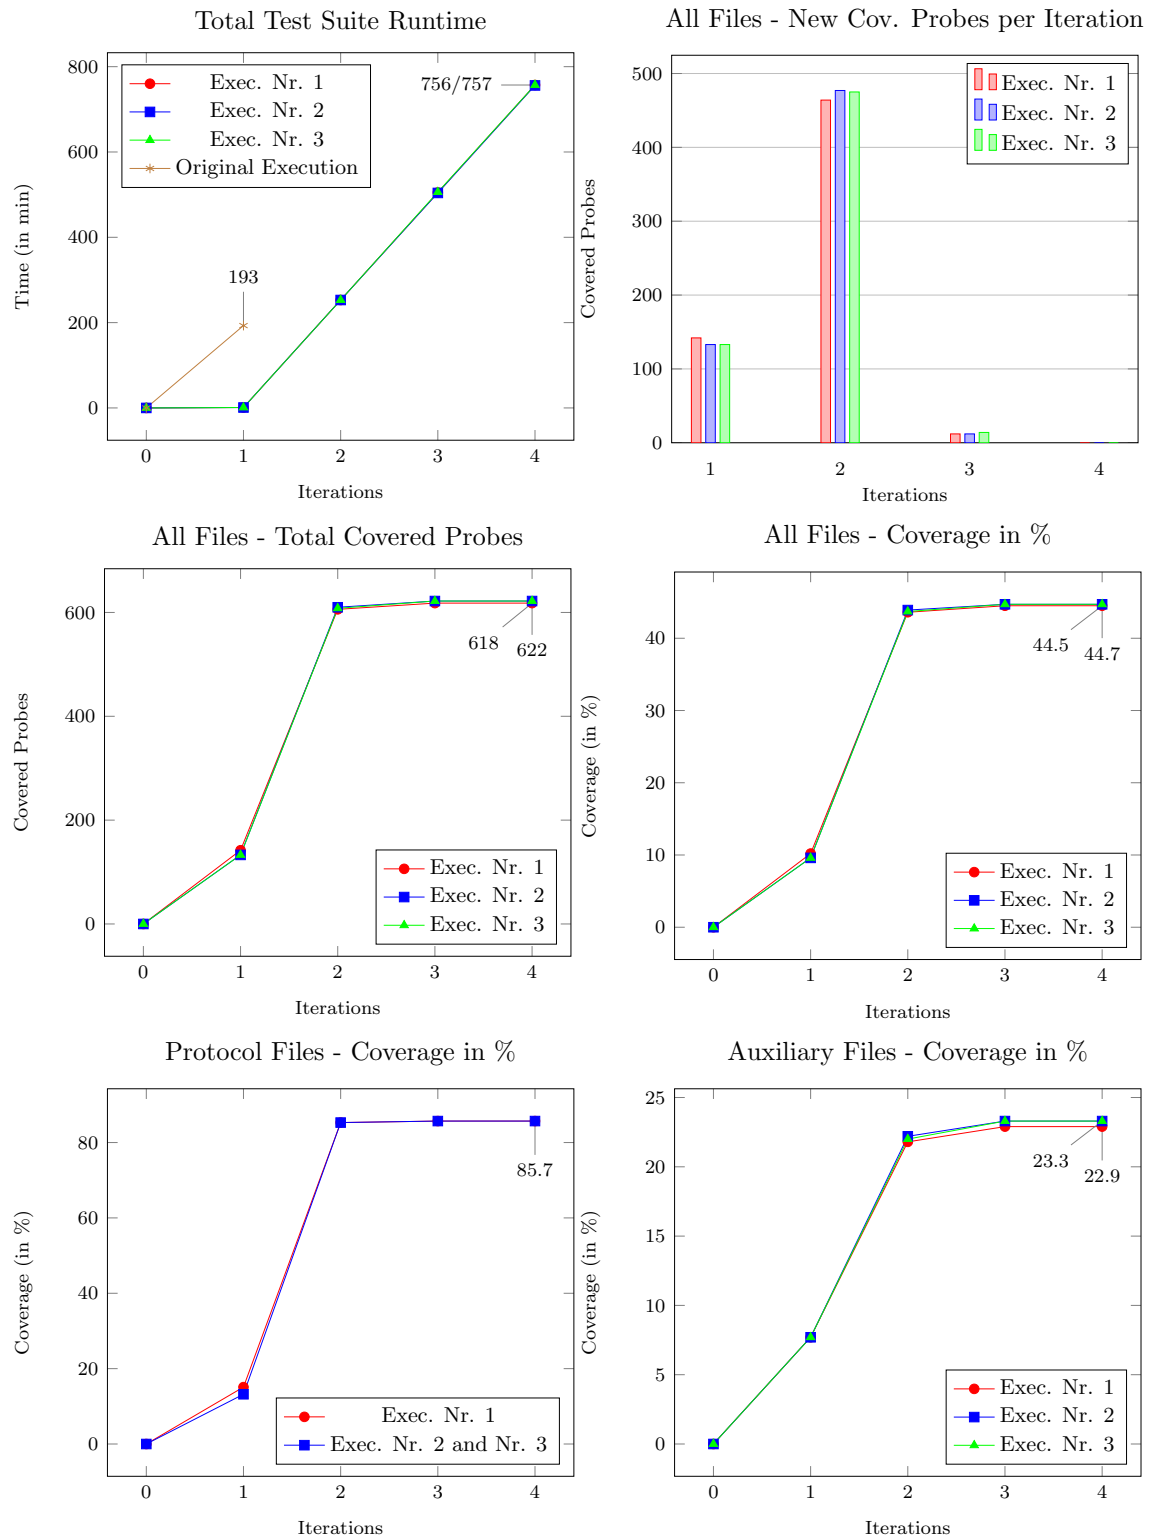 Total Test Suite Runtime
800
600
400
200
0
0 1 2 3 4
Time (in min)
Iterations
Exec. Nr. 1
Exec. Nr. 2
Exec. Nr. 3
Original Execution
193
756/757
All Files - New Cov. Probes per Iteration
500
400
300
200
100
0
1 2 3 4
Covered Probes
Iterations
Exec. Nr. 1
Exec. Nr. 2
Exec. Nr. 3
All Files - Total Covered Probes
600
400
200
0
0 1 2 3 4
Covered Probes
Iterations
618
622
Exec. Nr. 1
Exec. Nr. 2
Exec. Nr. 3
All Files - Coverage in %
40
30
20
10
0
0 1 2 3 4
Coverage (in %)
Iterations
44.5
44.7
Exec. Nr. 1
Exec. Nr. 2
Exec. Nr. 3
Protocol Files - Coverage in %
80
60
40
20
0
0 1 2 3 4
Coverage (in %)
Iterations
85.7
Exec. Nr. 1
Exec. Nr. 2 and Nr. 3
Auxiliary Files - Coverage in %
25
20
15
10
5
0
0 1 2 3 4
Coverage (in %)
Iterations
23.3
22.9
Exec. Nr. 1
Exec. Nr. 2
Exec. Nr. 3